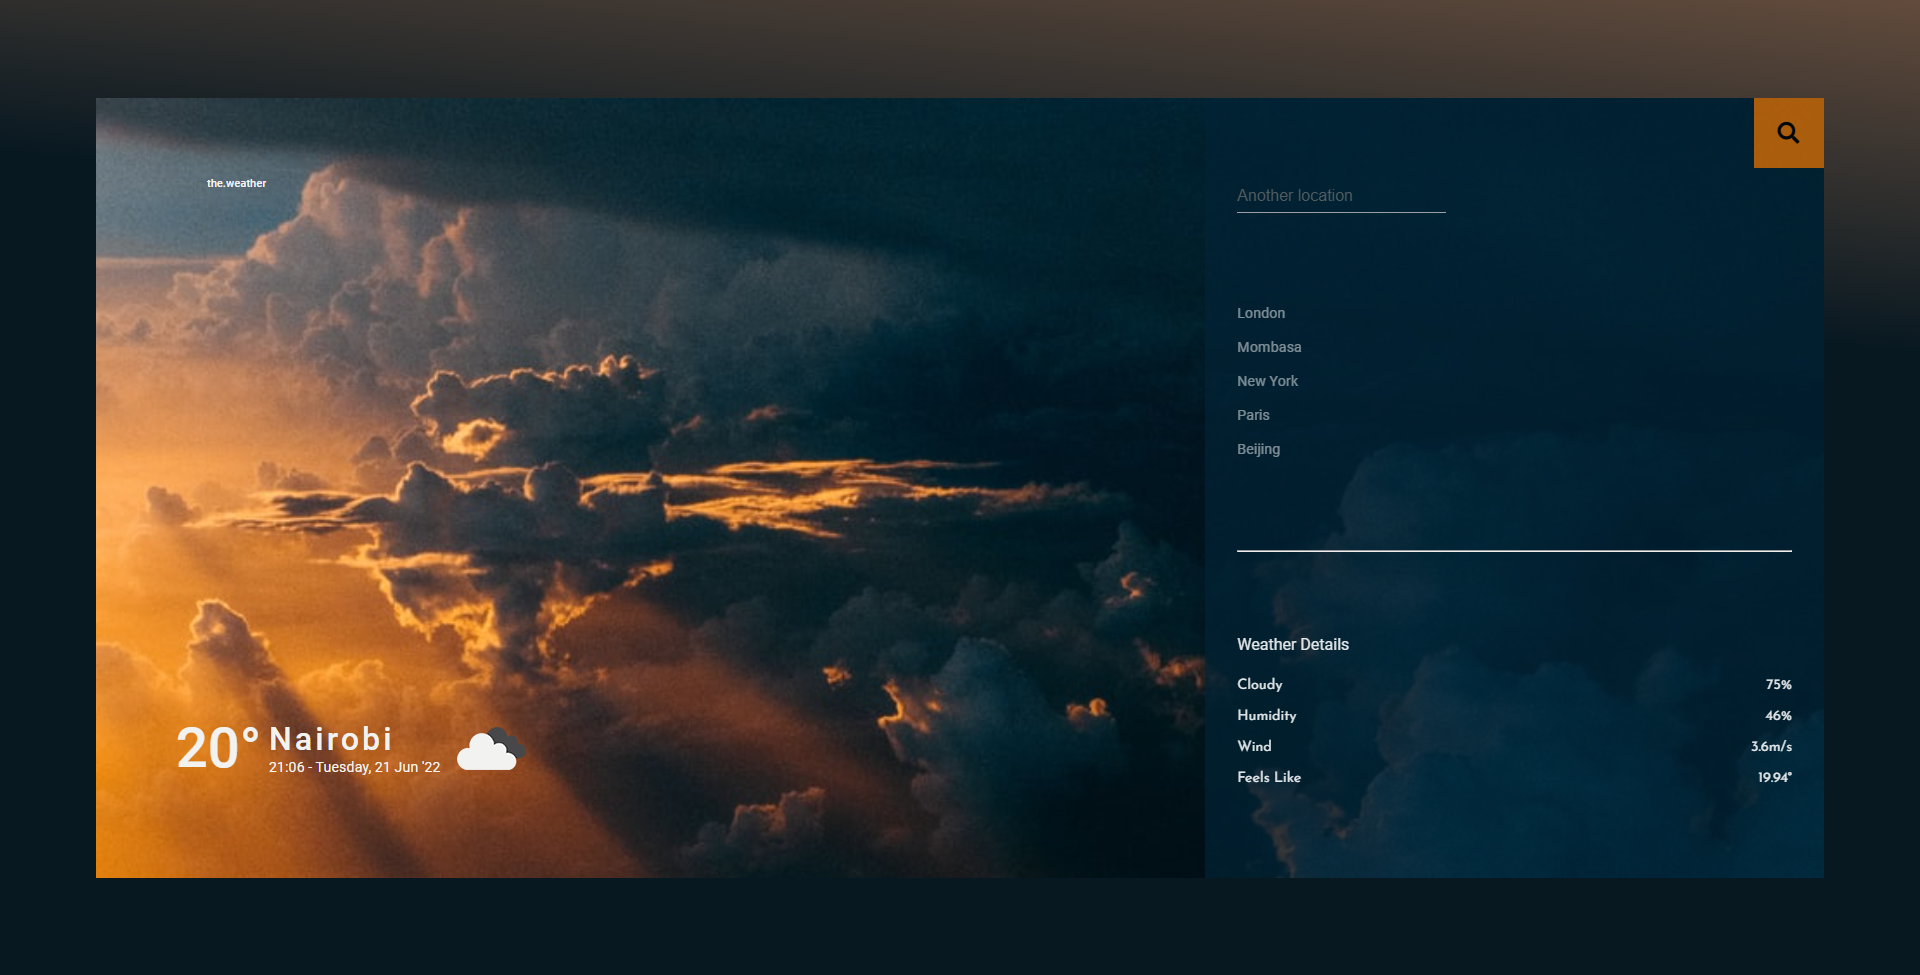 the.weather
20°
Nairobi
21:06 - Tuesday, 21 Jun '22
Another location
London
Mombasa
New York
Paris
Beijing
Weather Details
Cloudy 75%
Humidity 46%
Wind 3.6m/s
Feels Like 19.94°